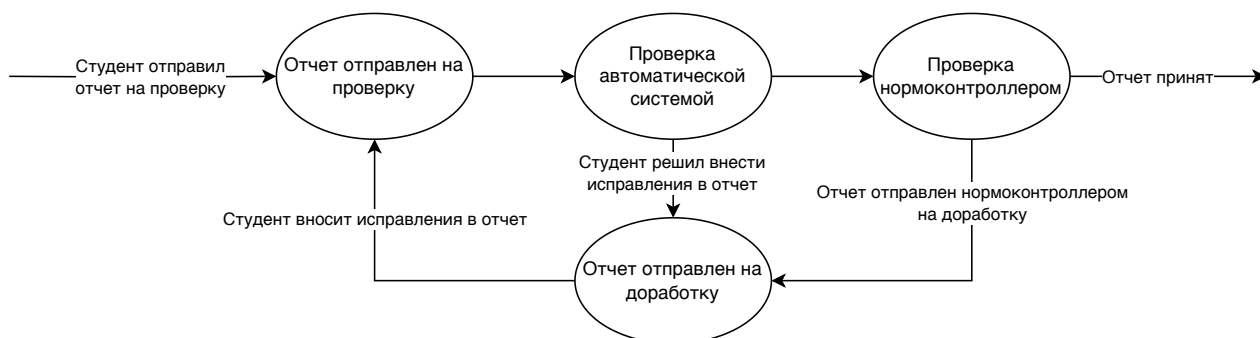 Студент отправил
отчет на проверку
Отчет отправлен на
проверку
Проверка
автоматической
системой
Проверка
нормоконтроллером
Отчет принят
Студент решил внести
исправления в отчет
Отчет отправлен нормоконтроллером
на доработку
Студент вносит исправления в отчет
Отчет отправлен на
доработку